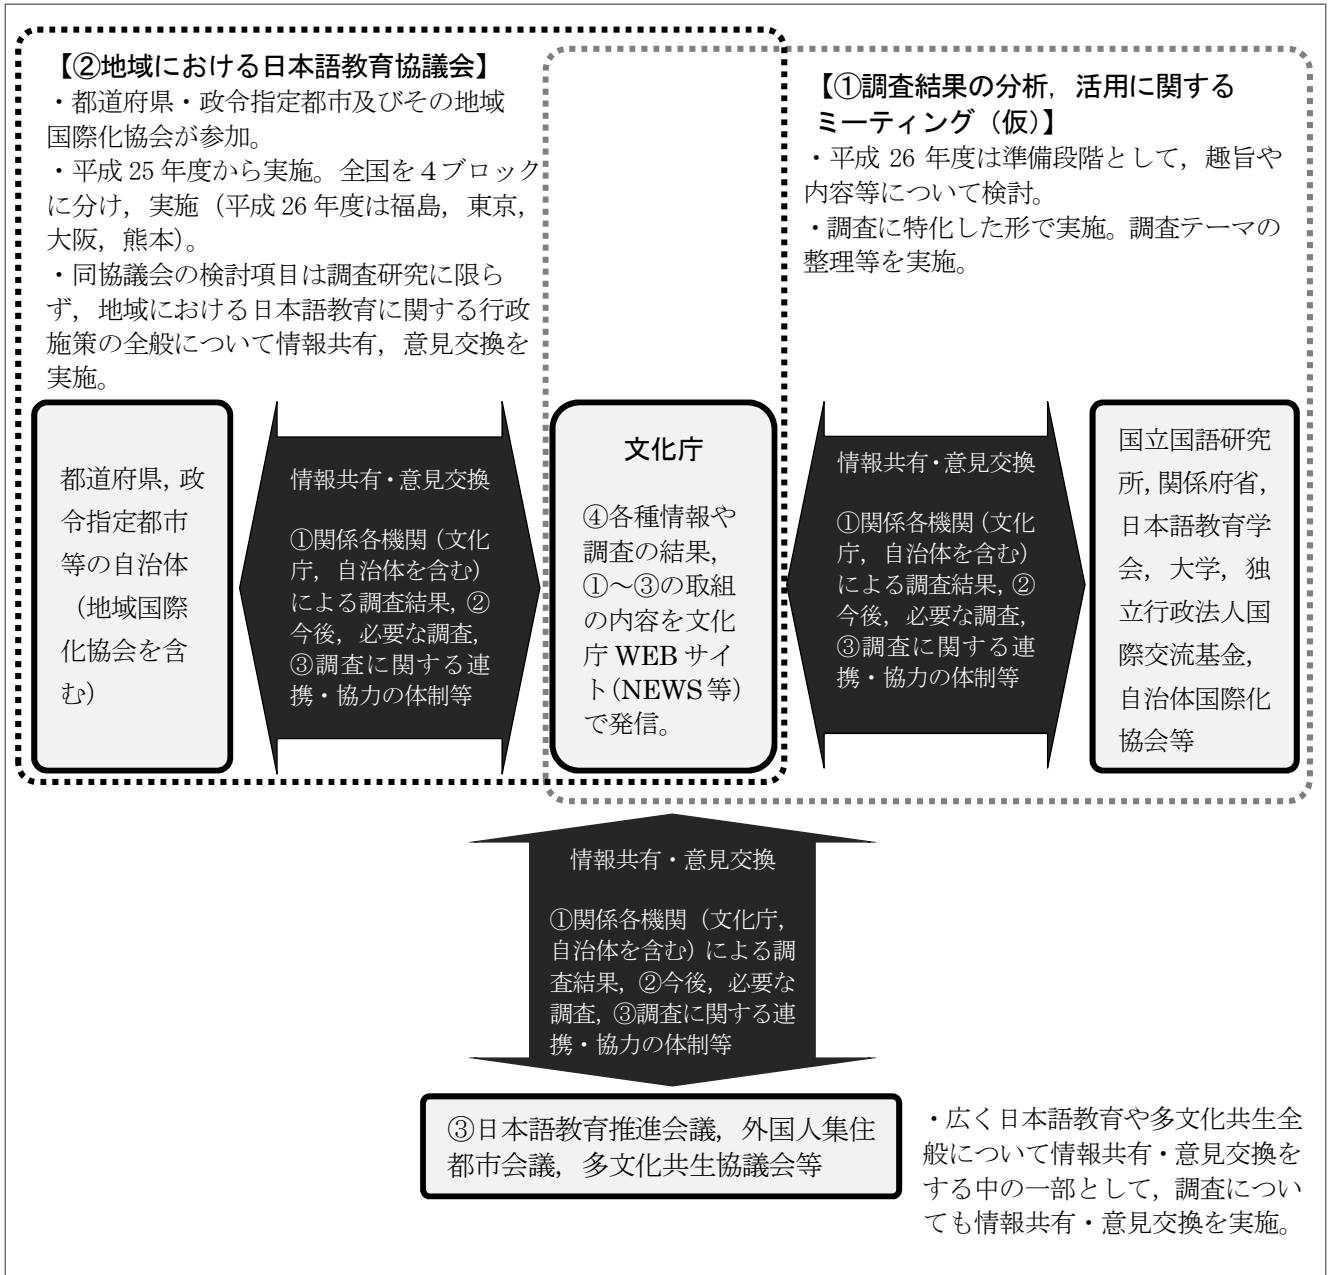 【②地域における日本語教育協議会】
・都道府県・政令指定都市及びその地域
国際化協会が参加。
・平成 25 年度から実施。全国を４ブロック
に分け，実施（平成 26 年度は福島，東京，
大阪，熊本）。
・同協議会の検討項目は調査研究に限ら
ず，地域における日本語教育に関する行政
施策の全般について情報共有，意見交換を
実施。
【①調査結果の分析，活用に関する
ミーティング（仮）】
・平成 26 年度は準備段階として，趣旨や
内容等について検討。
・調査に特化した形で実施。調査テーマの
整理等を実施。
都道府県，政
令指定都市
等の自治体
（地域国際
化協会を含
む）
情報共有・意見交換
①関係各機関（文化
庁，自治体を含む）
による調査結果，②
今後，必要な調査，
③調査に関する連
携・協力の体制等
文化庁
④各種情報や
調査の結果，
①～③の取組
の内容を文化
庁 WEB サイ
ト（NEWS 等）
で発信。
情報共有・意見交換
①関係各機関（文化
庁，自治体を含む）
による調査結果，②
今後，必要な調査，
③調査に関する連
携・協力の体制等
国立国語研究
所，関係府省，
日本語教育学
会，大学，独
立行政法人国
際交流基金，
自治体国際化
協会等
情報共有・意見交換
①関係各機関（文化庁，
自治体を含む）による調
査結果，②今後，必要な
調査，③調査に関する連
携・協力の体制等
③日本語教育推進会議，外国人集住
都市会議，多文化共生協議会等
・広く日本語教育や多文化共生全
般について情報共有・意見交換を
する中の一部として，調査につい
ても情報共有・意見交換を実施。